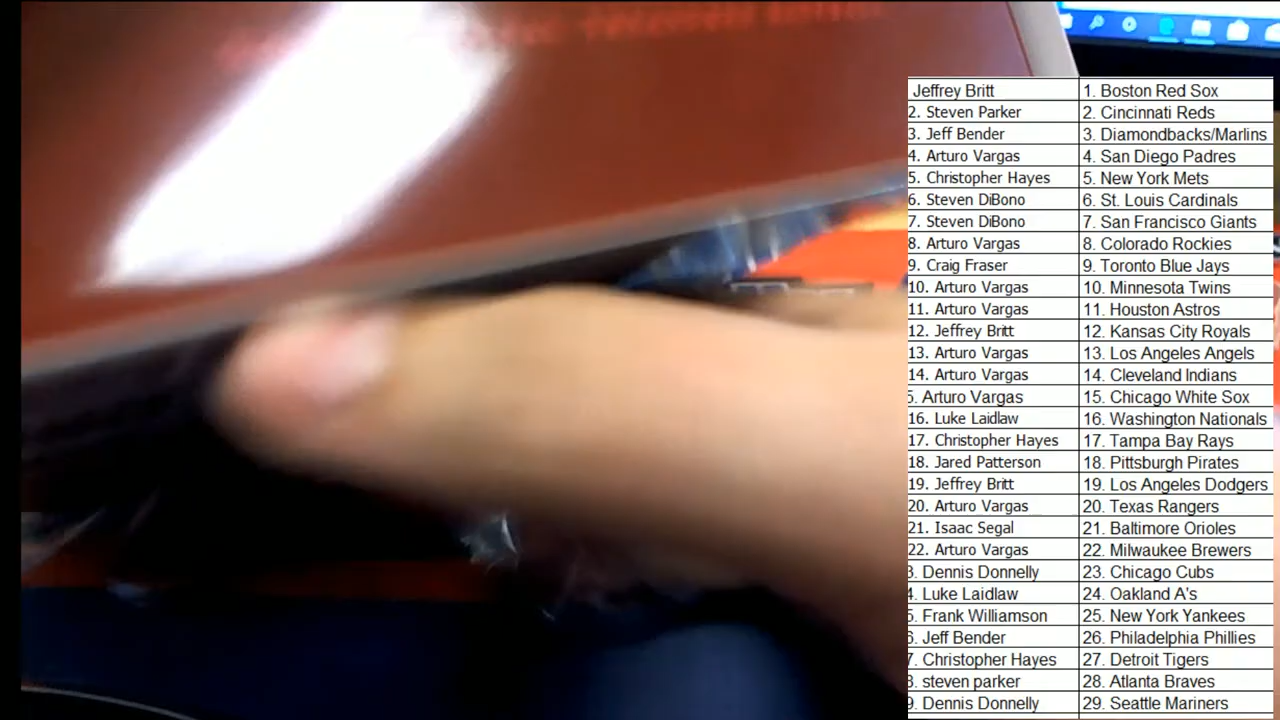 Jeffrey Britt 1. Boston Red Sox
2. Steven Parker 2. Cincinnati Reds
3. Jeff Bender 3. Diamondbacks/Marlins
4. Arturo Vargas 4. San Diego Padres
5. Christopher Hayes 5. New York Mets
6. Steven DiBono 6. St. Louis Cardinals
7. Steven DiBono 7. San Francisco Giants
8. Arturo Vargas 8. Colorado Rockies
9. Craig Fraser 9. Toronto Blue Jays
10. Arturo Vargas 10. Minnesota Twins
11. Arturo Vargas 11. Houston Astros
12. Jeffrey Britt 12. Kansas City Royals
13. Arturo Vargas 13. Los Angeles Angels
14. Arturo Vargas 14. Cleveland Indians
5. Arturo Vargas 15. Chicago White Sox
16. Luke Laidlaw 16. Washington Nationals
17. Christopher Hayes 17. Tampa Bay Rays
18. Jared Patterson 18. Pittsburgh Pirates
19. Jeffrey Britt 19. Los Angeles Dodgers
20. Arturo Vargas 20. Texas Rangers
21. Isaac Segal 21. Baltimore Orioles
22. Arturo Vargas 22. Milwaukee Brewers
3. Dennis Donnelly 23. Chicago Cubs
4. Luke Laidlaw 24. Oakland A's
5. Frank Williamson 25. New York Yankees
6. Jeff Bender 26. Philadelphia Phillies
7. Christopher Hayes 27. Detroit Tigers
3. steven parker 28. Atlanta Braves
9. Dennis Donnelly 29. Seattle Mariners